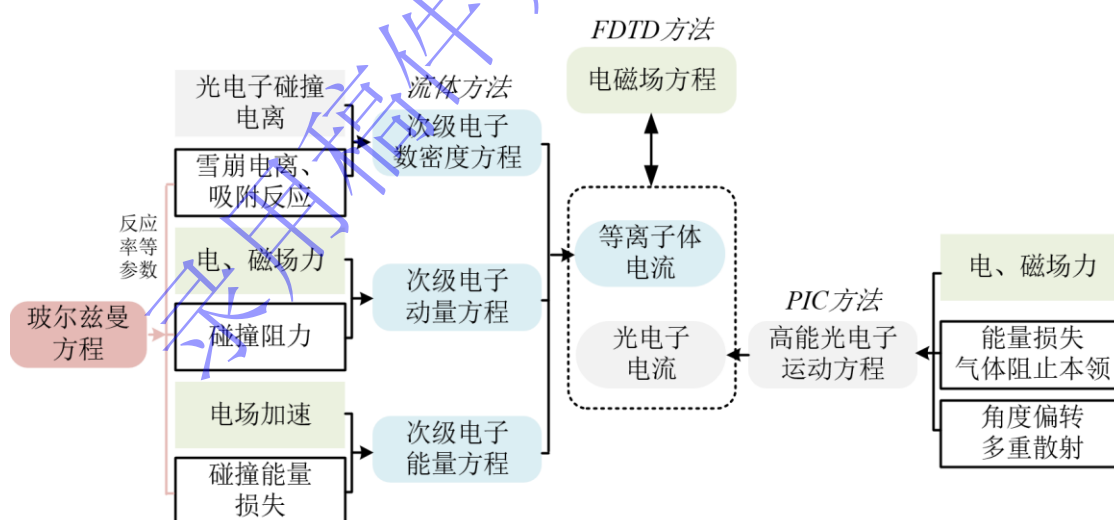 FDTD方法
电磁场方程
光电子碰撞
电离
雪崩电离、
吸附反应
流体方法
次级电子
数密度方程
反应
率等
参数
玻尔兹曼
方程
电、磁场力
碰撞阻力
次级电子
动量方程
电场加速
碰撞能量
损失
次级电子
能量方程
等离子体
电流
光电子
电流
PIC方法
高能光电子
运动方程
电、磁场力
能量损失
气体阻止本领
角度偏转
多重散射
录用稿件